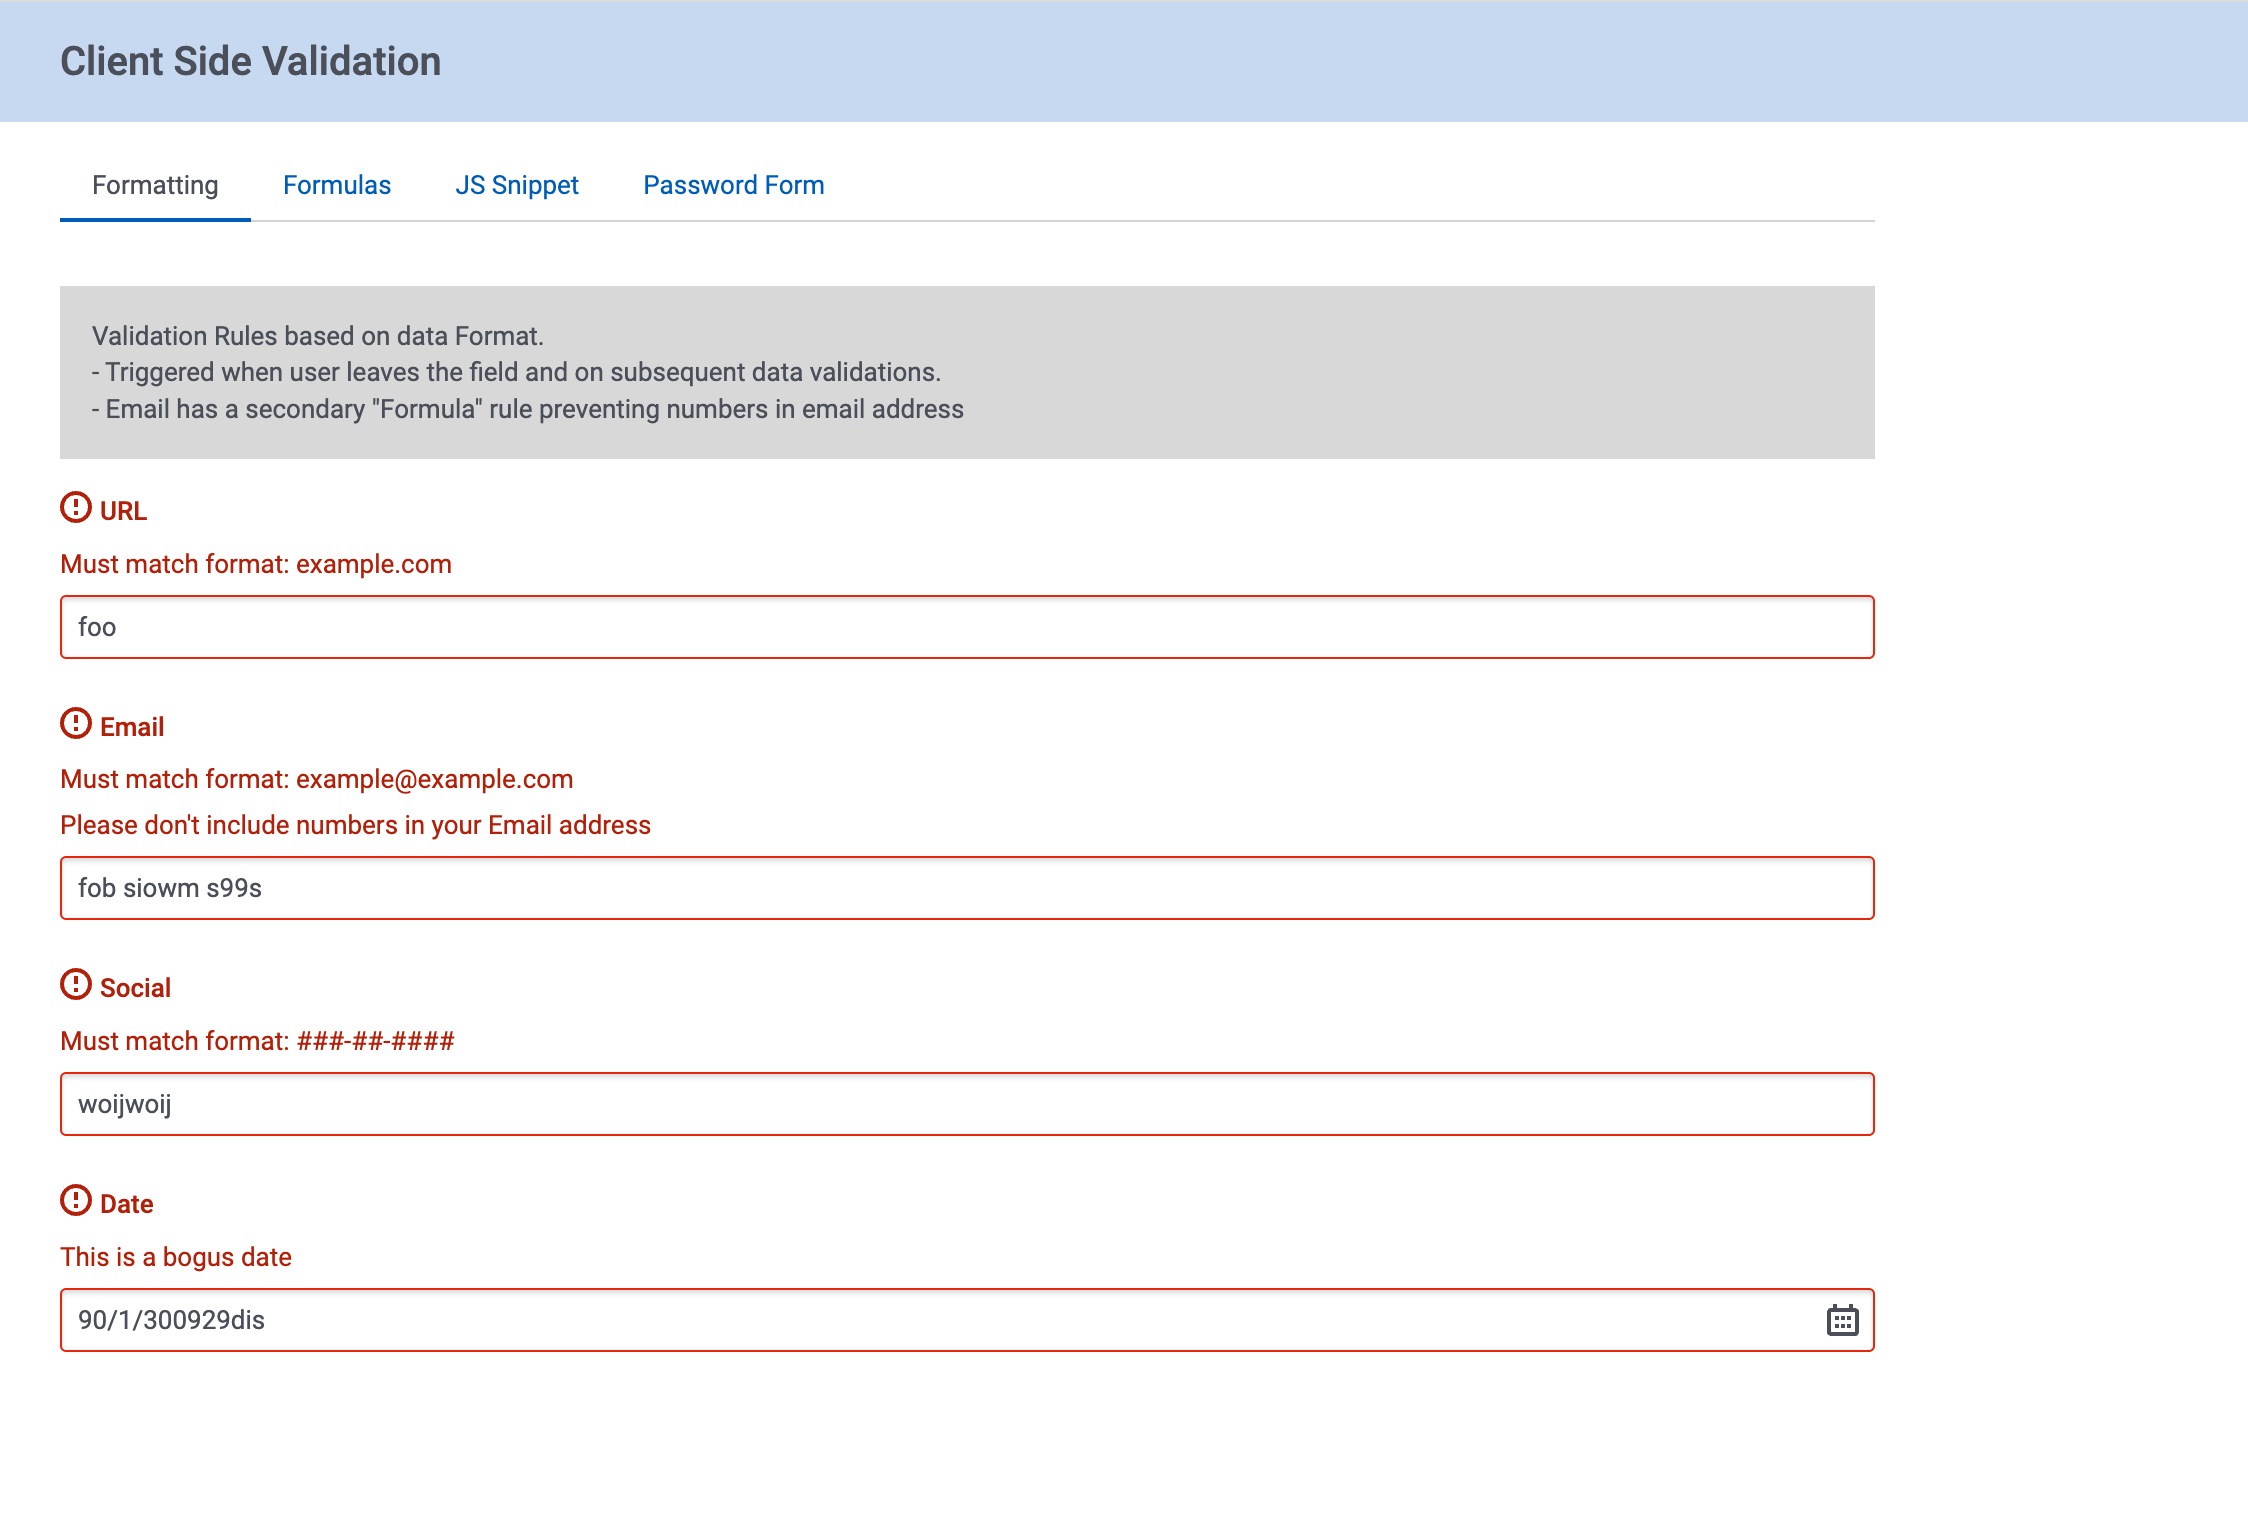 Client Side Validation
Formatting Formulas JS Snippet Password Form
Validation Rules based on data Format.
- Triggered when user leaves the field and on subsequent data validations.
- Email has a secondary "Formula" rule preventing numbers in email address
URL
Must match format: example.com
foo
Email
Must match format: example@example.com
Please don't include numbers in your Email address
fob siowm s99s
Social
Must match format: ###-##-####
woijwoij
Date
This is a bogus date
90/1/300929dis